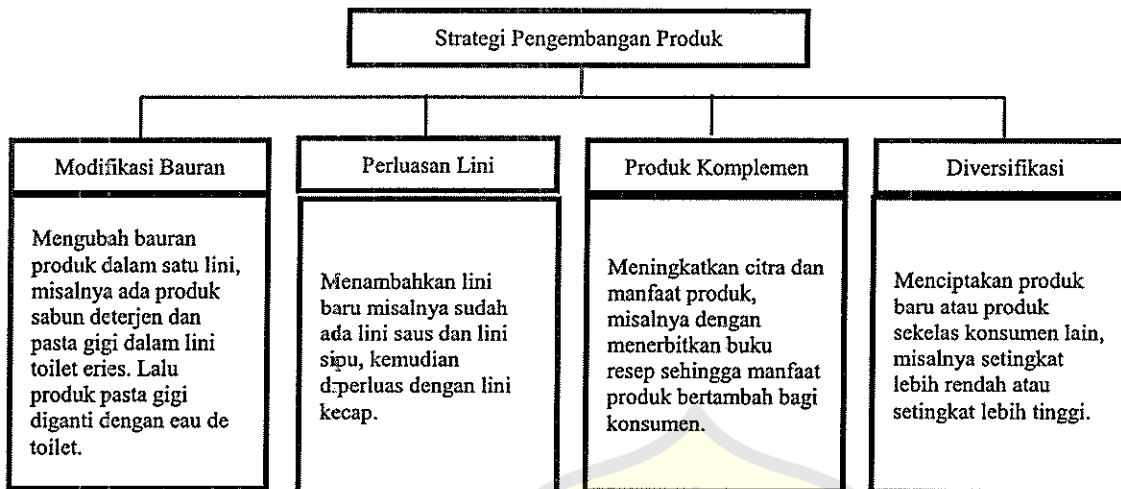 Strategi Pengembangan Produk
Modifikasi Bauran
Mengubah bauran
produk dalam satu lini,
misalnya ada produk
sabun deterjen dan
pasta gigi dalam lini
toilet eries. Lalu
produk pasta gigi
diganti dengan eau de
toilet.
Perluasan Lini
Menambahkan lini
baru misalnya sudah
ada lini saus dan lini
sipu, kemudian
diperluas dengan lini
kecap.
Produk Komplemen
Meningkatkan citra dan
manfaat produk,
misalnya dengan
menerbitkan buku
resep sehingga manfaat
produk bertambah bagi
konsumen.
Diversifikasi
Menciptakan produk
baru atau produk
sekelas konsumen lain,
misalnya setingkat
lebih rendah atau
setingkat lebih tinggi.